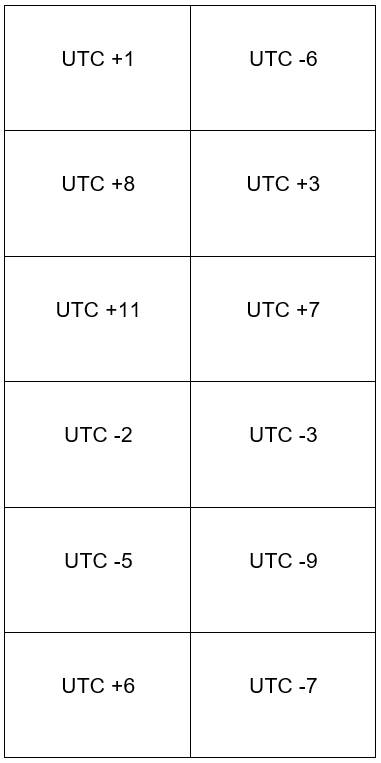 UTC +1 UTC -6
UTC +8 UTC +3
UTC +11 UTC +7
UTC -2 UTC -3
UTC -5 UTC -9
UTC +6 UTC -7